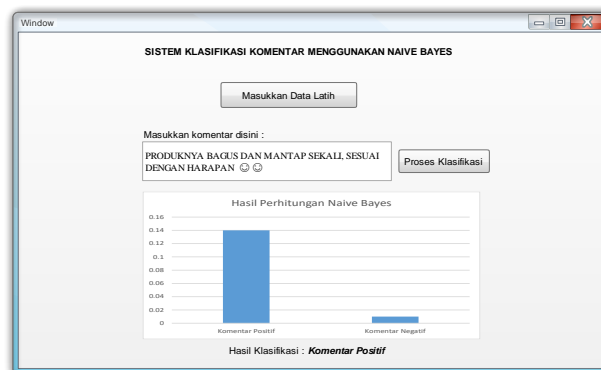 Window
SISTEM KLASIFIKASI KOMENTAR MENGGUNAKAN NAIVE BAYES
Masukkan Data Latih
Masukkan komentar disini :
PRODUKNYA BAGUS DAN MANTAP SEKALI, SESUAI
DENGAN HARAPAN ☺☺
Proses Klasifikasi
Hasil Perhitungan Naive Bayes
0.16
0.14
0.12
0.1
0.08
0.06
0.04
0.02
0
Komentar Positif Komentar Negatif
Hasil Klasifikasi : Komentar Positif